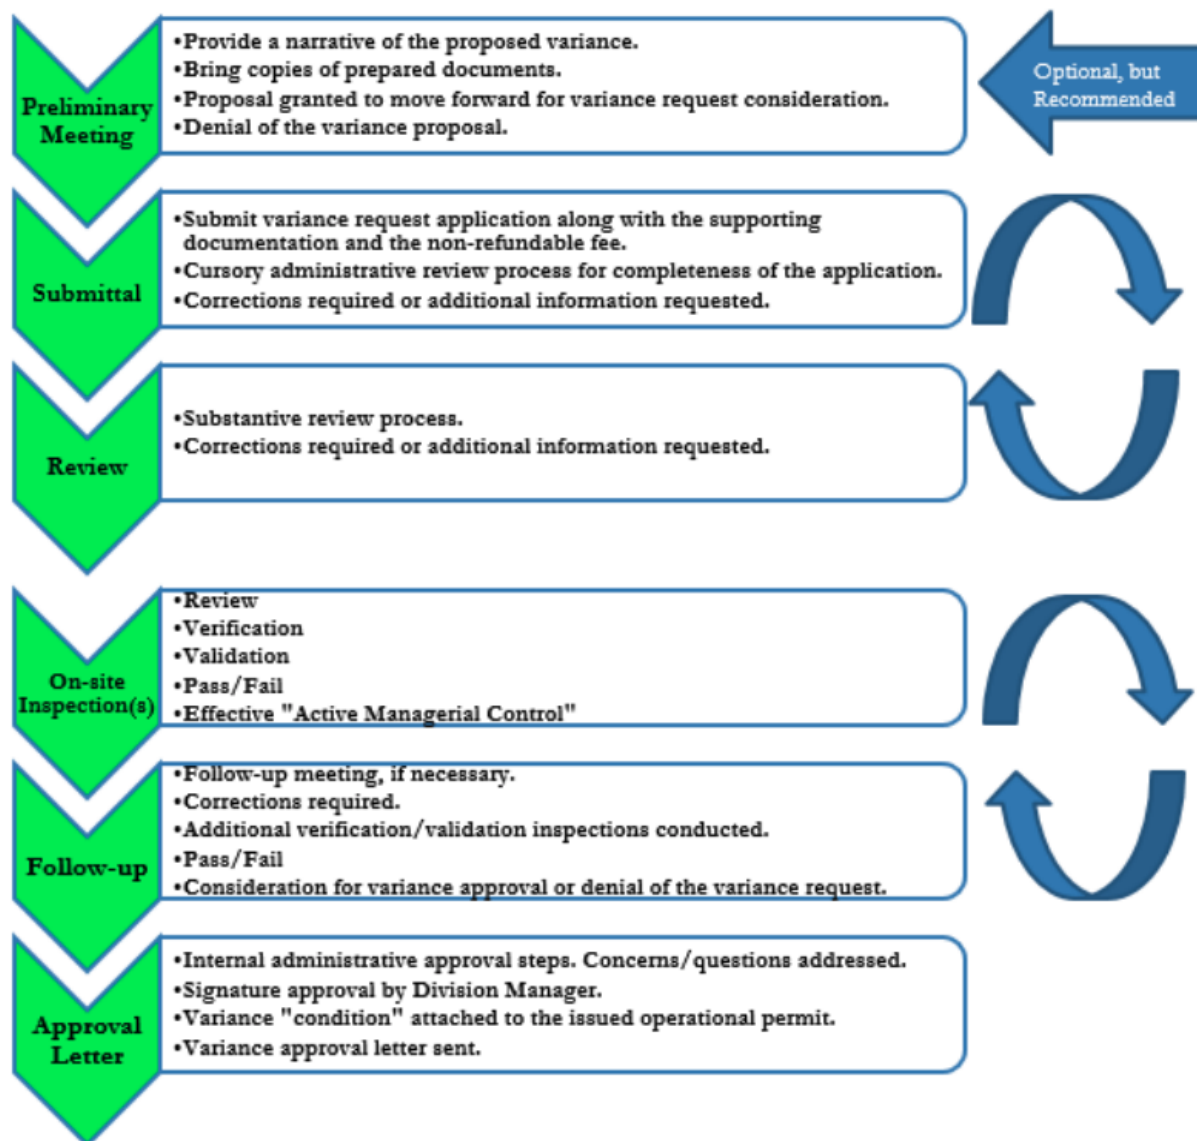 Preliminary
Meeting
•Provide a narrative of the proposed variance.
•Bring copies of prepared documents.
•Proposal granted to move forward for variance request consideration.
•Denial of the variance proposal.
Optional, but
Recommended
Submittal
•Submit variance request application along with the supporting
documentation and the non-refundable fee.
•Cursory administrative review process for completeness of the application.
•Corrections required or additional information requested.
Review
•Substantive review process.
•Corrections required or additional information requested.
On-site
Inspection(s)
•Review
•Verification
•Validation
•Pass/Fail
•Effective "Active Managerial Control"
Follow-up
•Follow-up meeting, if necessary.
•Corrections required.
•Additional verification/validation inspections conducted.
•Pass/Fail
•Consideration for variance approval or denial of the variance request.
Approval
Letter
•Internal administrative approval steps. Concerns/questions addressed.
•Signature approval by Division Manager.
•Variance "condition" attached to the issued operational permit.
•Variance approval letter sent.